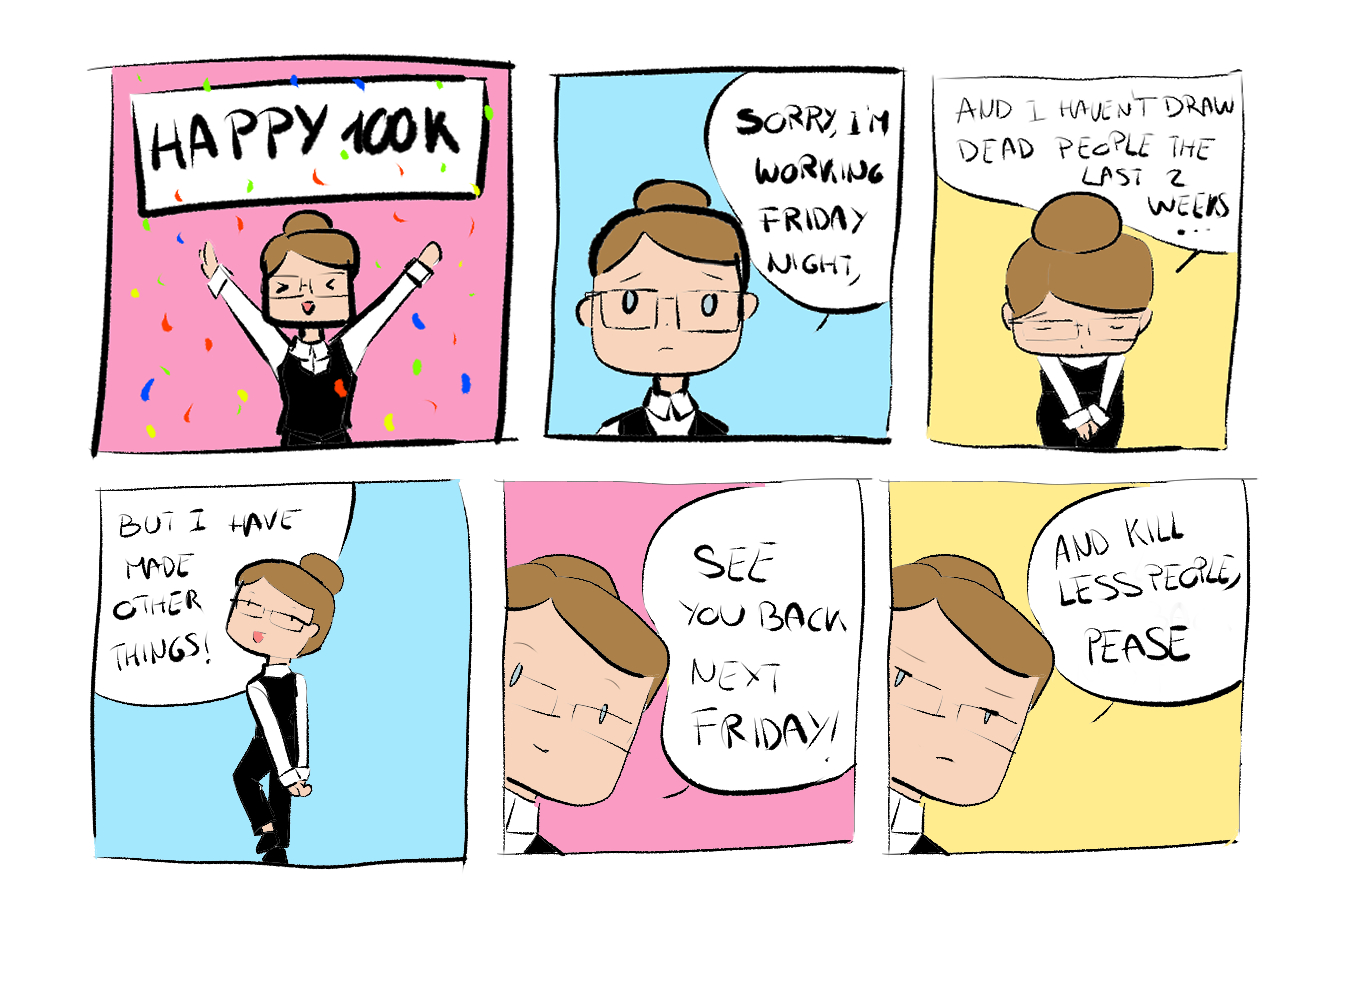 HAPPY 100K
SORRY, I'M
WORKING
FRIDAY
NIGHT,
AND I HAVEN'T DRAW
DEAD PEOPLE THE
LAST 2
WEEKS
...
BUT I HAVE
MADE
OTHER
THINGS!
SEE
YOU BACK
NEXT
FRIDAY!
AND KILL
LESS PEOPLE,
PEASE